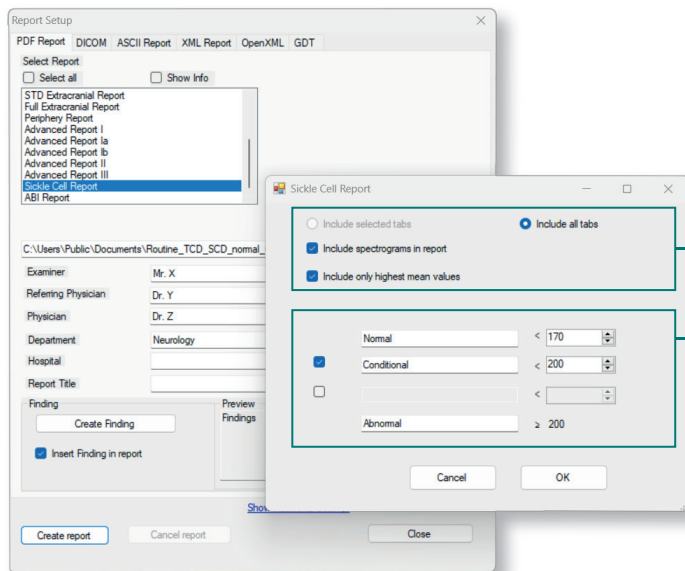 Report Setup
PDF Report DICOM ASCII Report XML Report OpenXML GDT
Select Report
Select all Show Info
STD Extracranial Report
Full Extracranial Report
Periphery Report
Advanced Report I
Advanced Report Ia
Advanced Report Ib
Advanced Report II
Advanced Report III
Sickle Cell Report
ABI Report
C:\Users\Public\Documents\Routine_TCD_SCD_normal_
Examiner Mr. X
Referring Physician Dr. Y
Physician Dr. Z
Department Neurology
Hospital
Report Title
Finding Preview
Create Finding Findings
Insert Finding in report
Create report Cancel report Close
Sickle Cell Report
Include selected tabs Include all tabs
Include spectrograms in report
Include only highest mean values
Normal < 170
Conditional < 200
<
Abnormal ≥ 200
Cancel OK